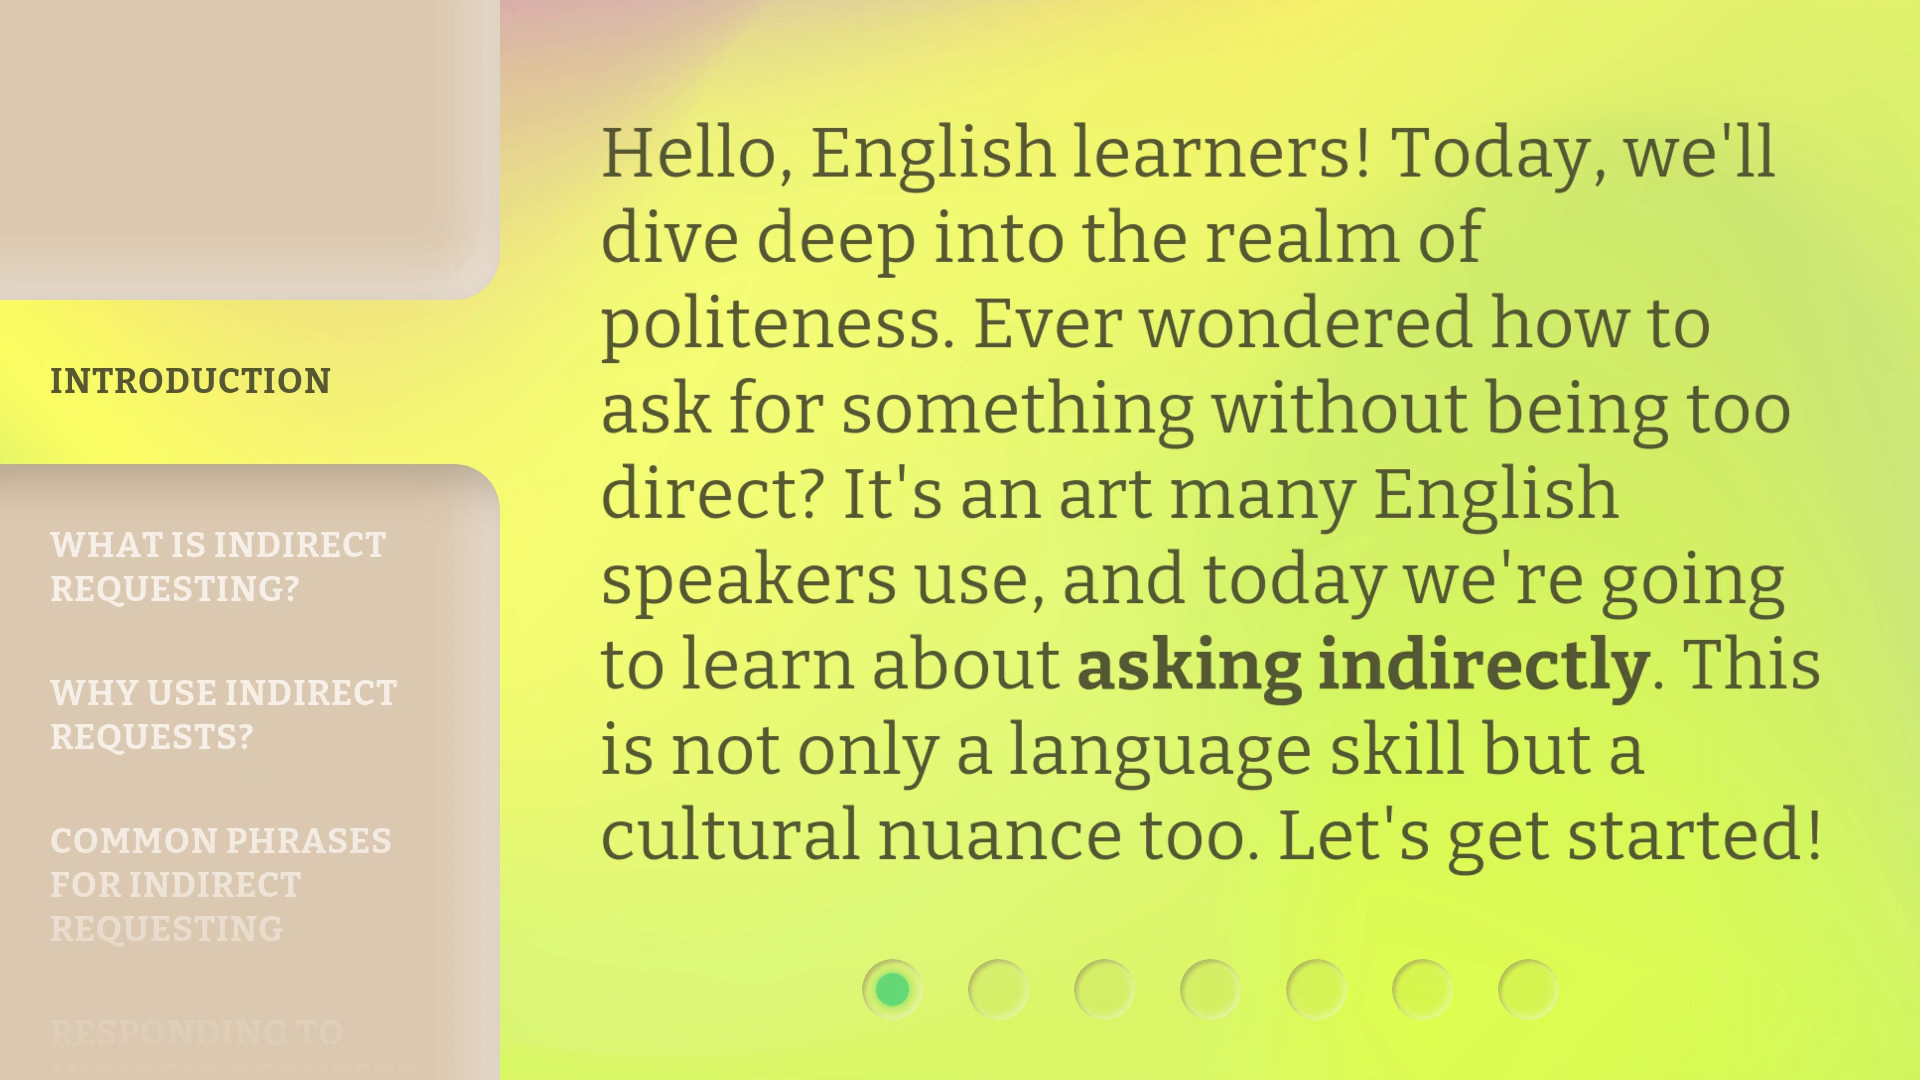 INTRODUCTION
WHAT IS INDIRECT
REQUESTING?
WHY USE INDIRECT
REQUESTS?
COMMON PHRASES
FOR INDIRECT
REQUESTING
RESPONDING TO
Hello, English learners! Today, we'll
dive deep into the realm of
politeness. Ever wondered how to
ask for something without being too
direct? It's an art many English
speakers use, and today we're going
to learn about asking indirectly. This
is not only a language skill but a
cultural nuance too. Let's get started!